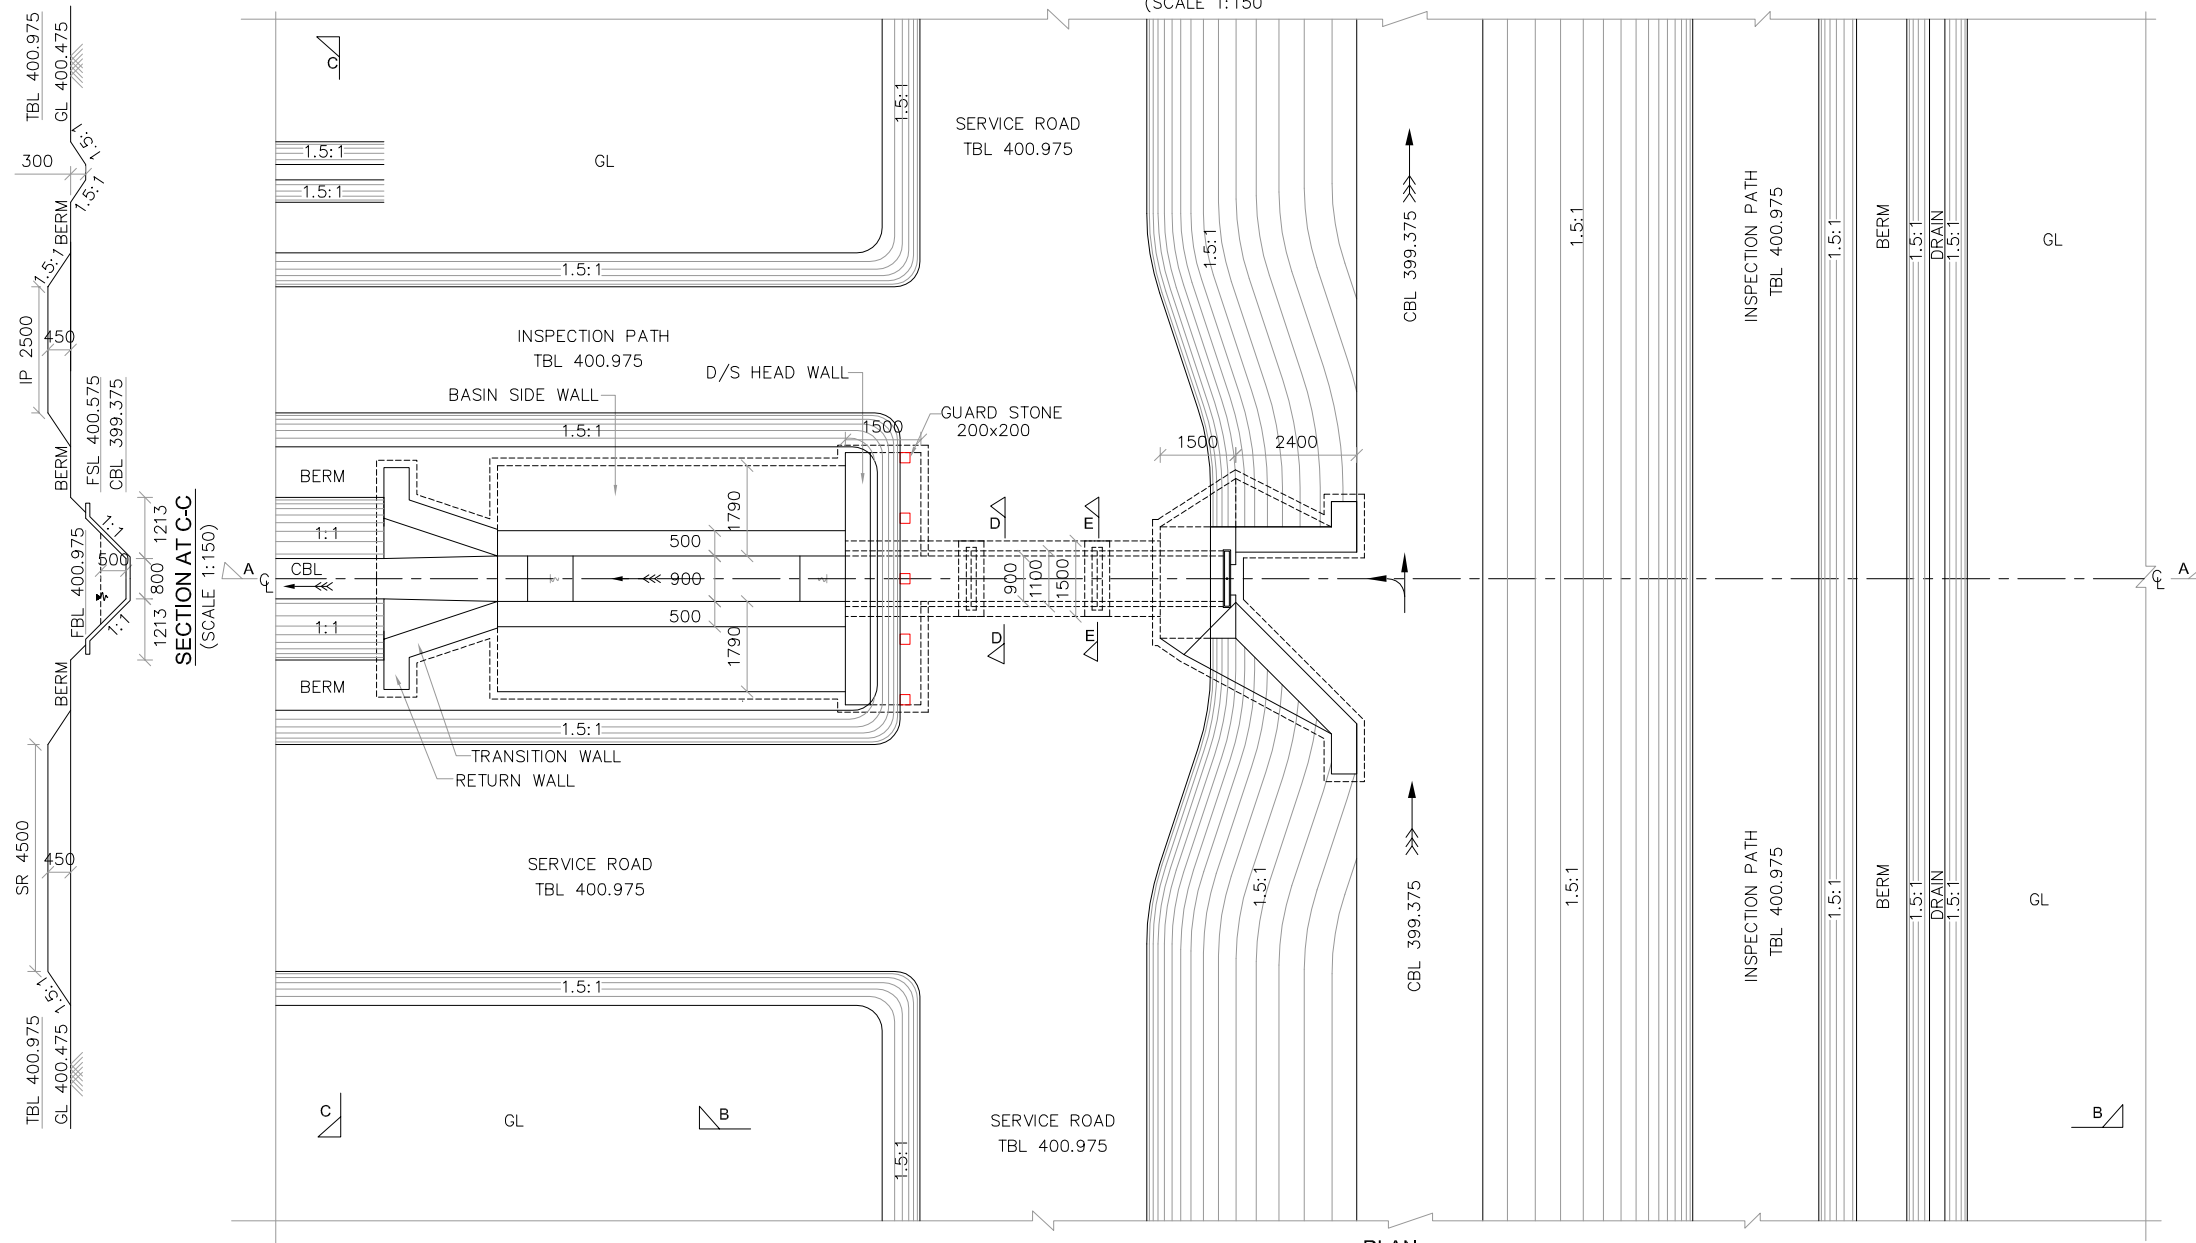 (SCALE 1:150
TBL 400.975
GL 400.475
1.5:1
300
1.5:1
BERM
1.5:1
IP 2500
450
FSL 400.575
CBL 399.375
BERM
1:1
1213
FBL 400.975
500
800
1:1
1213
SECTION AT C-C
(SCALE 1:150)
BERM
SR 4500
450
1.5:1
TBL 400.975
GL 400.475
C
1.5:1
1.5:1
GL
1.5:1
1.5:1
SERVICE ROAD
TBL 400.975
INSPECTION PATH
TBL 400.975
D/S HEAD WALL
BASIN SIDE WALL
GUARD STONE
200x200
1.5:1
1500
BERM
1790
1:1
500
A
CL
CBL
900
1:1
500
1790
BERM
1.5:1
TRANSITION WALL
RETURN WALL
D
E
900
1100
1500
D
E
1500
2400
SERVICE ROAD
TBL 400.975
1.5:1
C
GL
B
1.5:1
SERVICE ROAD
TBL 400.975
1.5:1
CBL 399.375
1.5:1
INSPECTION PATH
TBL 400.975
1.5:1
BERM
1.5:1
DRAIN
1.5:1
GL
CL
A
1.5:1
CBL 399.375
1.5:1
INSPECTION PATH
TBL 400.975
1.5:1
BERM
1.5:1
DRAIN
1.5:1
GL
B
PLAN